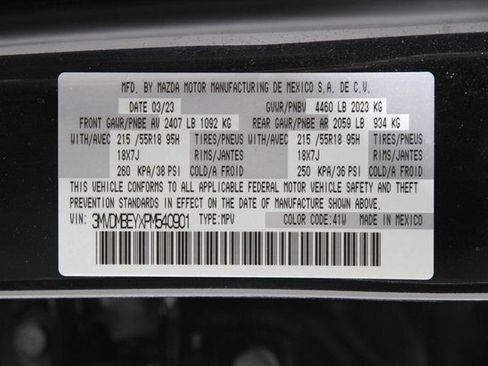 MFD. BY MAZDA MOTOR MANUFACTURING DE MEXICO S.A. DE C.V.
DATE 03/23 GVWR/PNBV 4460 LB 2023 KG
FRONT GAWR/PNBE AV 2407 LB 1092 KG REAR GAWR/PNBE AR 2059 LB 934 KG
WITH/AVEC 215 /55R18 95H TIRES/PNEUS WITH/AVEC 215 /55R18 95H TIRES/PNEUS
18X7J RIMS/JANTES 18X7J RIMS/JANTES
260 KPA/38 PSI COLD/A FROID 250 KPA/36 PSI COLD/A FROID
THIS VEHICLE CONFORMS TO ALL APPLICABLE FEDERAL MOTOR VEHICLE SAFETY AND THEFT
PREVENTION STANDARDS IN EFFECT ON THE DATE OF MANUFACTURE SHOWN ABOVE.
VIN: 3MVDMBEYXPM540901 TYPE: MPV COLOR CODE: 41W MADE IN MEXICO